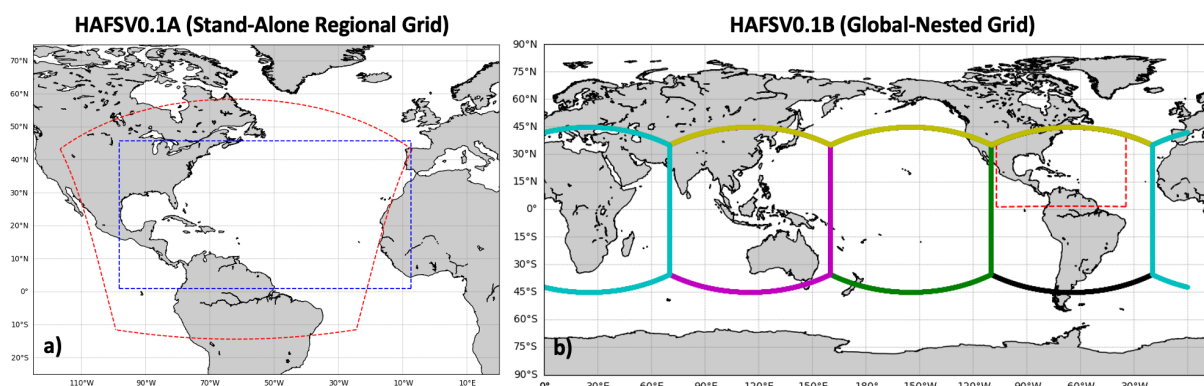 HAFSV0.1A (Stand-Alone Regional Grid)
70°N
60°N
50°N
40°N
30°N
20°N
10°N
0°
10°S
20°S
a)
110°W 90°W 70°W 50°W 30°W 10°W 10°E
HAFSV0.1B (Global-Nested Grid)
90°N
75°N
60°N
45°N
30°N
15°N
0°
15°S
30°S
45°S
60°S
75°S
90°S
b)
0° 30°E 60°E 90°E 120°E 150°E 180° 150°W 120°W 90°W 60°W 30°W